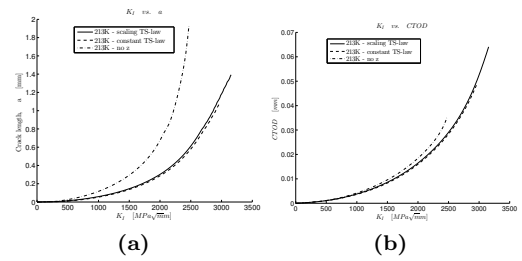 K_I vs. a
213K - scaling TS-law
213K - constant TS-law
213K - no z
Crack length, a [mm]
2
1.8
1.6
1.4
1.2
1
0.8
0.6
0.4
0.2
0
0 500 1000 1500 2000 2500 3000 3500
K_I [MPa√mm]
(a)
K_I vs. CTOD
213K - scaling TS-law
213K - constant TS-law
213K - no z
CTOD [mm]
0.07
0.06
0.05
0.04
0.03
0.02
0.01
0
0 500 1000 1500 2000 2500 3000 3500
K_I [MPa√mm]
(b)